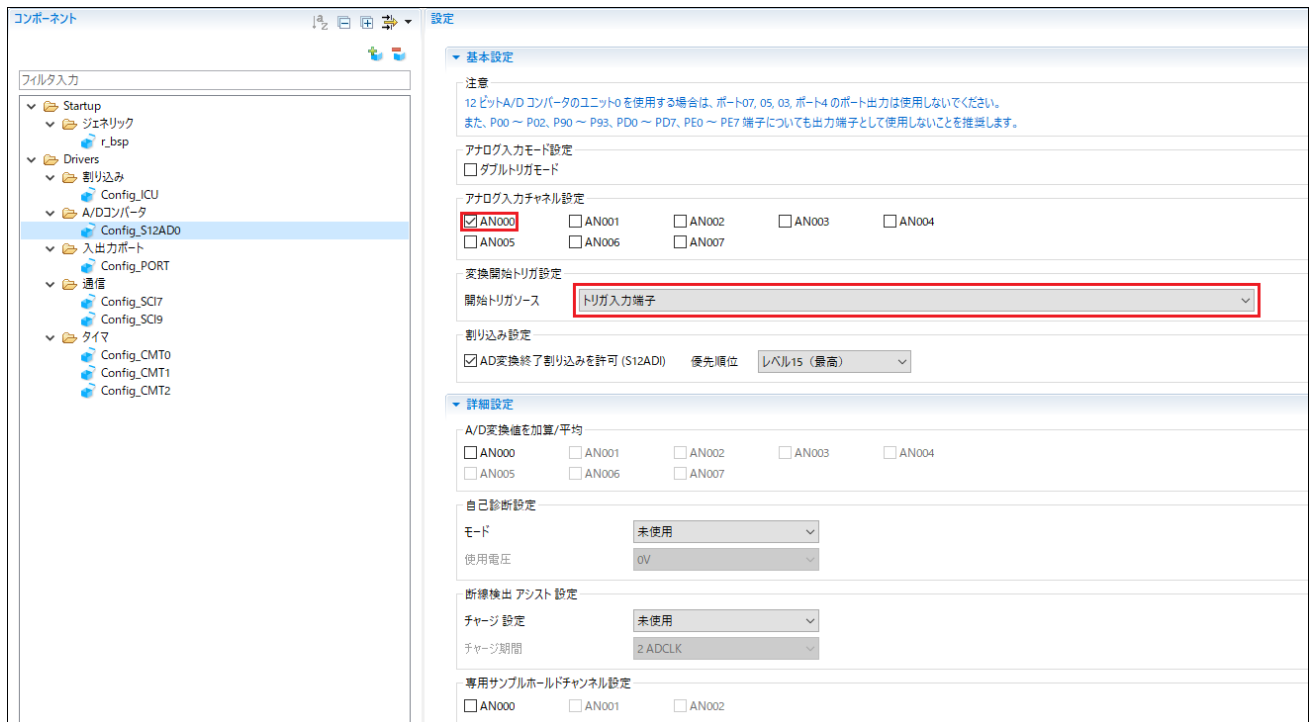 コンポーネント
フィルタ入力
Startup
ジェネリック
r_bsp
Drivers
割り込み
Config_ICU
A/Dコンバータ
Config_S12AD0
入出力ポート
Config_PORT
通信
Config_SCI7
Config_SCI9
タイマ
Config_CMT0
Config_CMT1
Config_CMT2
設定
基本設定
注意
12 ビットA/D コンバータのユニット0 を使用する場合は、ポート07, 05, 03, ポート4 のポート出力は使用しないでください。
また、P00 ～ P02、P90 ～ P93、PD0 ～ PD7、PE0 ～ PE7 端子についても出力端子として使用しないことを推奨します。
アナログ入力モード設定
ダブルトリガモード
アナログ入力チャネル設定
AN000 AN001 AN002 AN003 AN004
AN005 AN006 AN007
変換開始トリガ設定
開始トリガソース トリガ入力端子
割り込み設定
AD変換終了割り込みを許可 (S12ADI) 優先順位 レベル15（最高）
詳細設定
A/D変換値を加算/平均
AN000 AN001 AN002 AN003 AN004
AN005 AN006 AN007
自己診断設定
モード 未使用
使用電圧 0V
断線検出 アシスト 設定
チャージ 設定 未使用
チャージ期間 2 ADCLK
専用サンプルホールドチャンネル設定
AN000 AN001 AN002